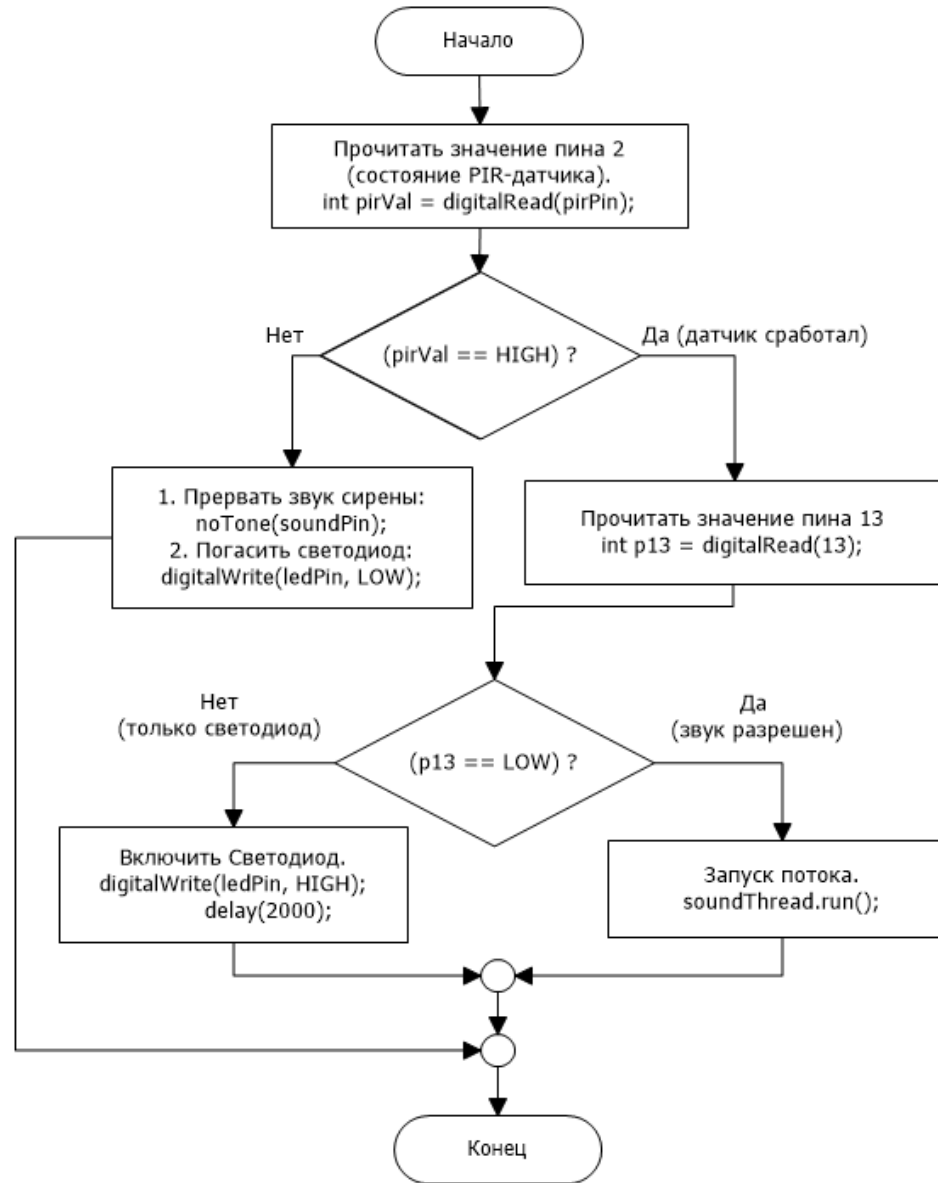 Начало
Прочитать значение пина 2
(состояние PIR-датчика).
int pirVal = digitalRead(pirPin);
Нет
Да (датчик сработал)
(pirVal == HIGH) ?
1. Прервать звук сирены:
noTone(soundPin);
2. Погасить светодиод:
digitalWrite(ledPin, LOW);
Прочитать значение пина 13
int p13 = digitalRead(13);
Нет
(только светодиод)
Да
(звук разрешен)
(p13 == LOW) ?
Включить Светодиод.
digitalWrite(ledPin, HIGH);
delay(2000);
Запуск потока.
soundThread.run();
Конец